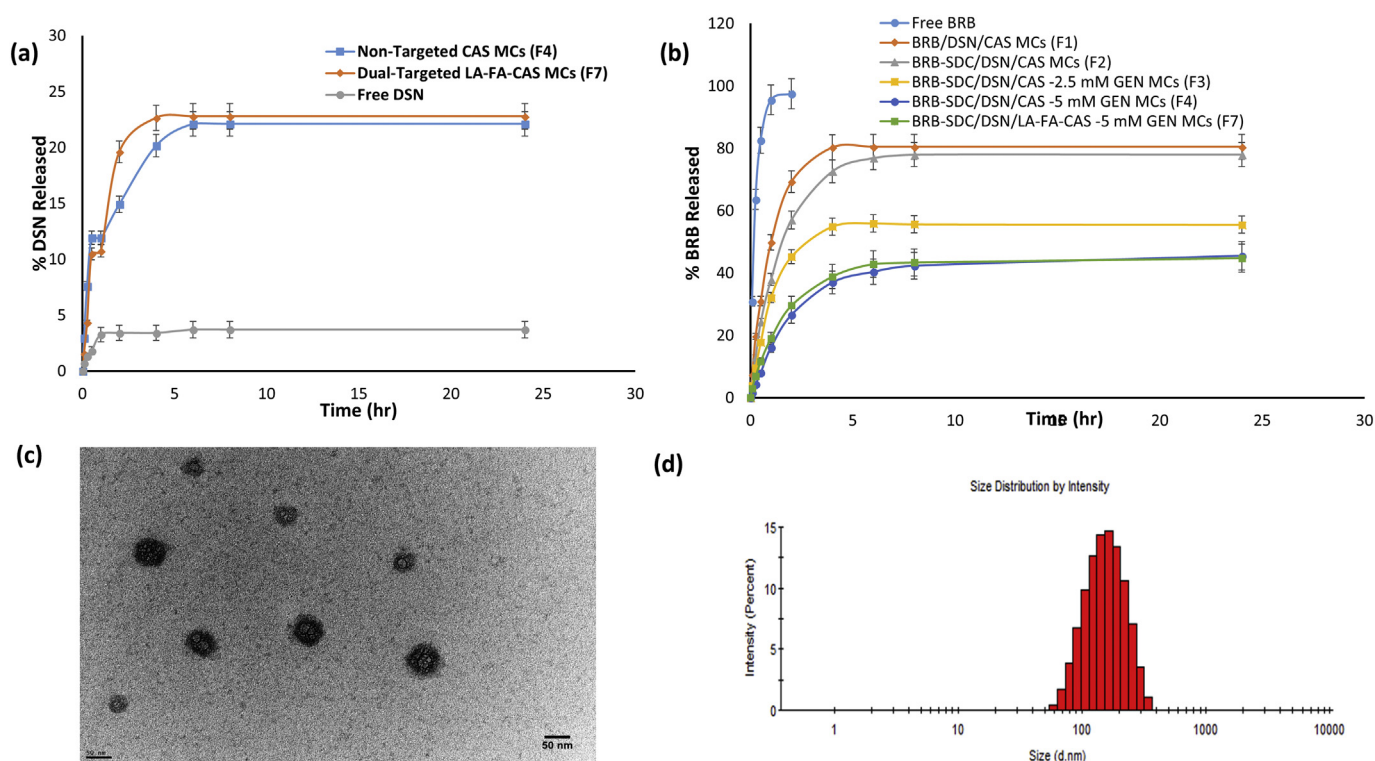 (a)
30
25
20
15
10
5
0
% DSN Released
Non-Targeted CAS MCs (F4)
Dual-Targeted LA-FA-CAS MCs (F7)
Free DSN
0 5 10 15 20 25 30
Time (hr)
(b)
120
100
80
60
40
20
0
% BRB Released
Free BRB
BRB/DSN/CAS MCs (F1)
BRB-SDC/DSN/CAS MCs (F2)
BRB-SDC/DSN/CAS -2.5 mM GEN MCs (F3)
BRB-SDC/DSN/CAS -5 mM GEN MCs (F4)
BRB-SDC/DSN/LA-FA-CAS -5 mM GEN MCs (F7)
0 5 10 15 20 25 30
Time (hr)
(c)
50 nm
50 nm
(d)
Size Distribution by Intensity
15
10
5
0
Intensity (Percent)
1 10 100 1000 10000
Size (d.nm)